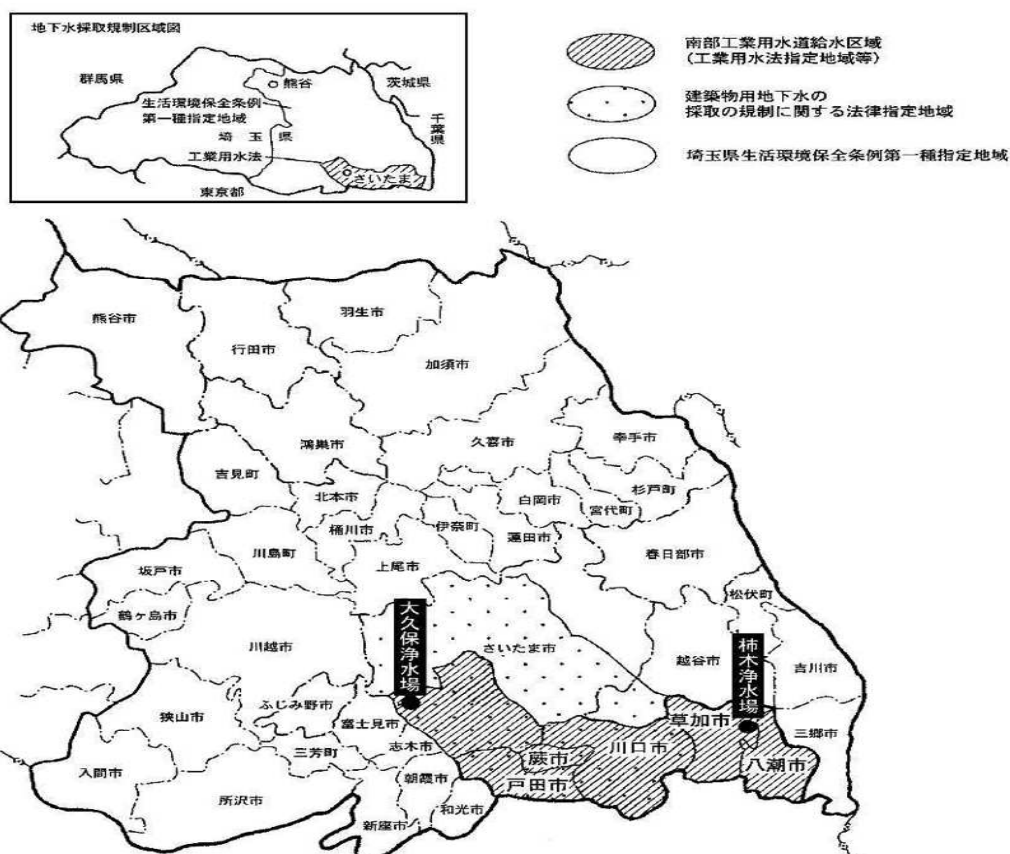 地下水採取規制区域図
群馬県
熊谷
茨城県
生活環境保全条例
第一種指定地域
千葉県
埼玉県
工業用水法
さいたま
東京都
南部工業用水道給水区域
(工業用水法指定地域等)
建築物用地下水の
採取の規制に関する法律指定地域
埼玉県生活環境保全条例第一種指定地域
熊谷市
羽生市
行田市
加須市
鴻巣市
久喜市
幸手市
吉見町
北本市
白岡市
杉戸町
宮代町
桶川市
伊奈町
蓮田市
川島町
上尾市
春日部市
坂戸市
松伏町
鶴ヶ島市
大久保浄水場
川越市
さいたま市
越谷市
柿木浄水場
吉川市
ふじみ野市
狭山市
富士見市
草加市
三郷市
三芳町
志木市
川口市
蕨市
八潮市
入間市
朝霞市
戸田市
所沢市
和光市
新座市